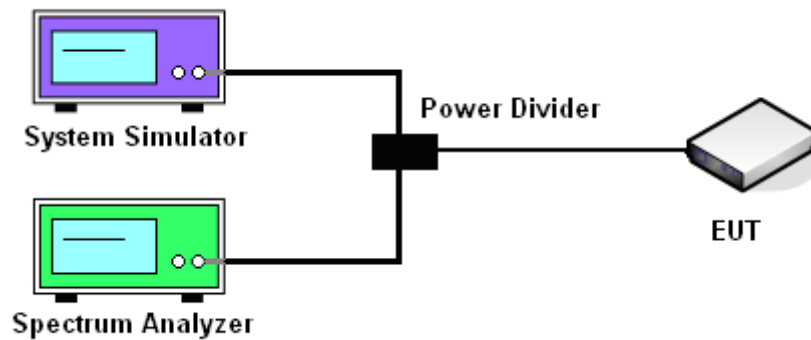 System Simulator
Power Divider
EUT
Spectrum Analyzer